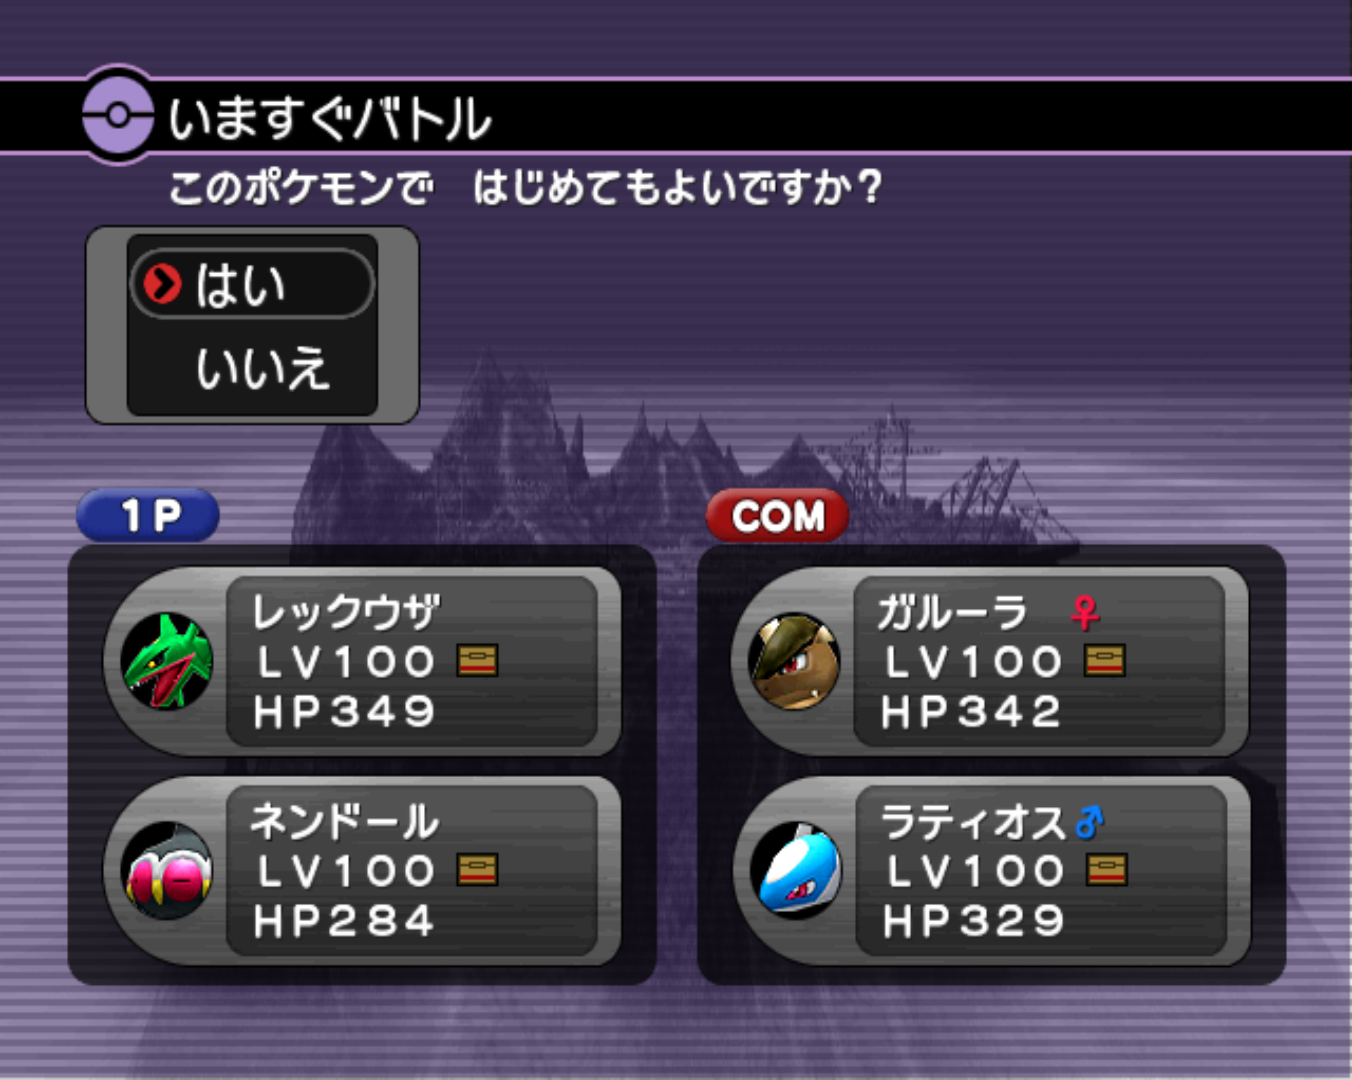 いますぐバトル
このポケモンで　はじめてもよいですか？
はい
いいえ
1P
レックウザ
LV100
HP349
ネンドール
LV100
HP284
COM
ガルーラ ♀
LV100
HP342
ラティオス♂
LV100
HP329